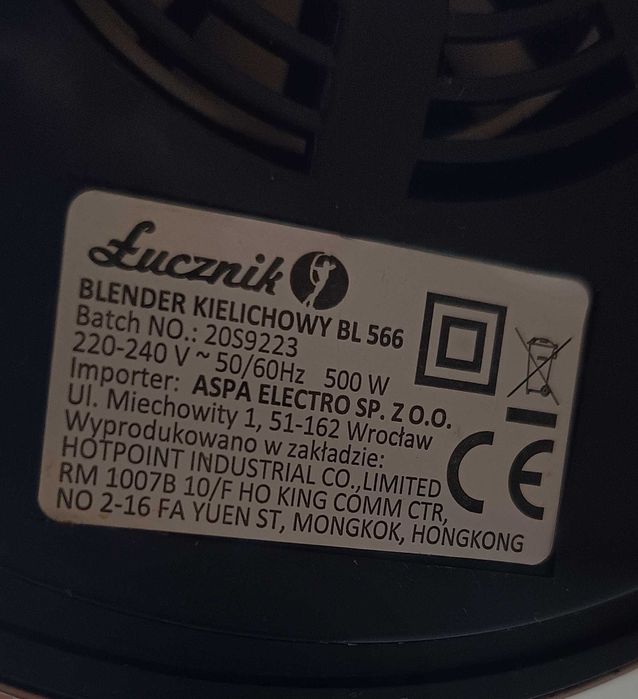 Łucznik
BLENDER KIELICHOWY BL 566
Batch NO.: 20S9223
220-240 V ~ 50/60Hz 500 W
Importer: ASPA ELECTRO SP. Z O.O.
Ul. Miechowity 1, 51-162 Wrocław
Wyprodukowano w zakładzie:
HOTPOINT INDUSTRIAL CO.,LIMITED
RM 1007B 10/F HO KING COMM CTR,
NO 2-16 FA YUEN ST, MONGKOK, HONGKONG
CE